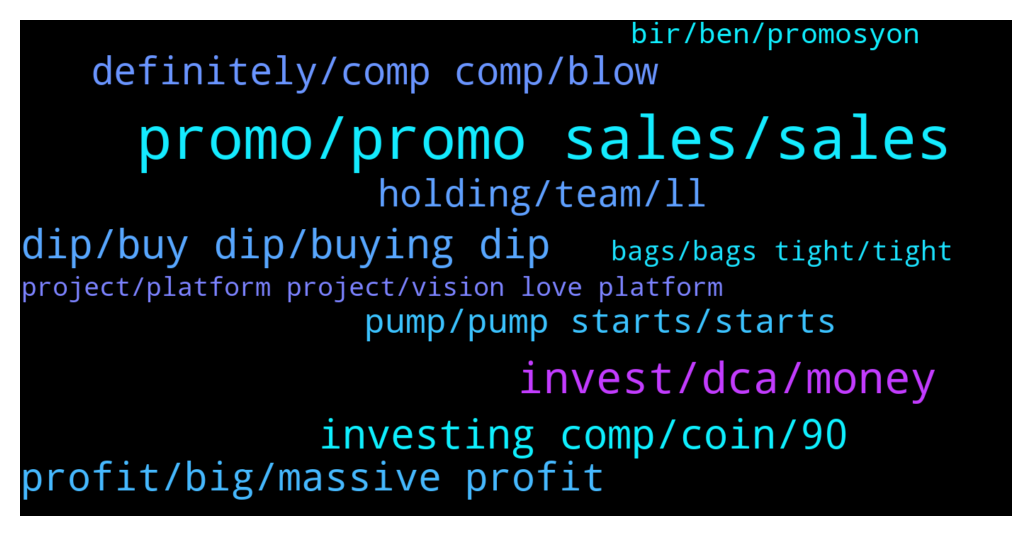 bir/ben/promosyon
definitely/comp comp/blow
promo/promo sales/sales
holding/team/ll
dip/buy dip/buying dip
bags/bags tight/tight
project/platform project/vision love platform
pump/pump starts/starts
invest/dca/money
investing comp/coin/90
profit/big/massive profit